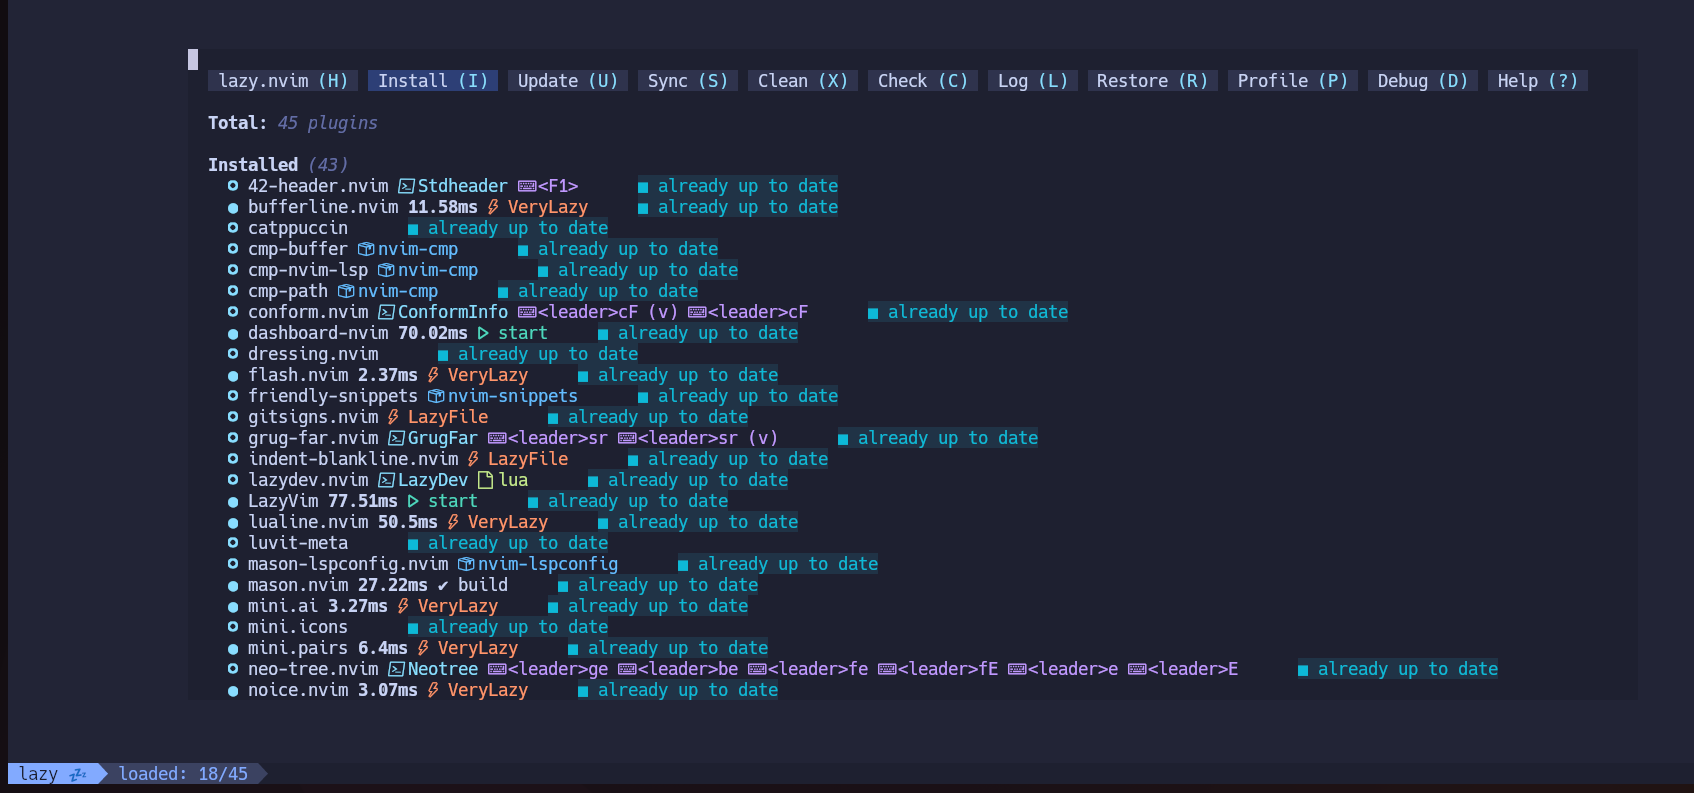 lazy.nvim (H) Install (I) Update (U) Sync (S) Clean (X) Check (C) Log (L) Restore (R) Profile (P) Debug (D) Help (?)
Total: 45 plugins
Installed (43)
42-header.nvim Stdheader <F1> already up to date
bufferline.nvim 11.58ms VeryLazy already up to date
catppuccin already up to date
cmp-buffer nvim-cmp already up to date
cmp-nvim-lsp nvim-cmp already up to date
cmp-path nvim-cmp already up to date
conform.nvim ConformInfo <leader>cF (v) <leader>cF already up to date
dashboard-nvim 70.02ms start already up to date
dressing.nvim already up to date
flash.nvim 2.37ms VeryLazy already up to date
friendly-snippets nvim-snippets already up to date
gitsigns.nvim LazyFile already up to date
grug-far.nvim GrugFar <leader>sr <leader>sr (v) already up to date
indent-blankline.nvim LazyFile already up to date
lazydev.nvim LazyDev lua already up to date
LazyVim 77.51ms start already up to date
lualine.nvim 50.5ms VeryLazy already up to date
luvit-meta already up to date
mason-lspconfig.nvim nvim-lspconfig already up to date
mason.nvim 27.22ms ✔ build already up to date
mini.ai 3.27ms VeryLazy already up to date
mini.icons already up to date
mini.pairs 6.4ms VeryLazy already up to date
neo-tree.nvim Neotree <leader>ge <leader>be <leader>fe <leader>fE <leader>e <leader>E already up to date
noice.nvim 3.07ms VeryLazy already up to date
lazy 💤 loaded: 18/45